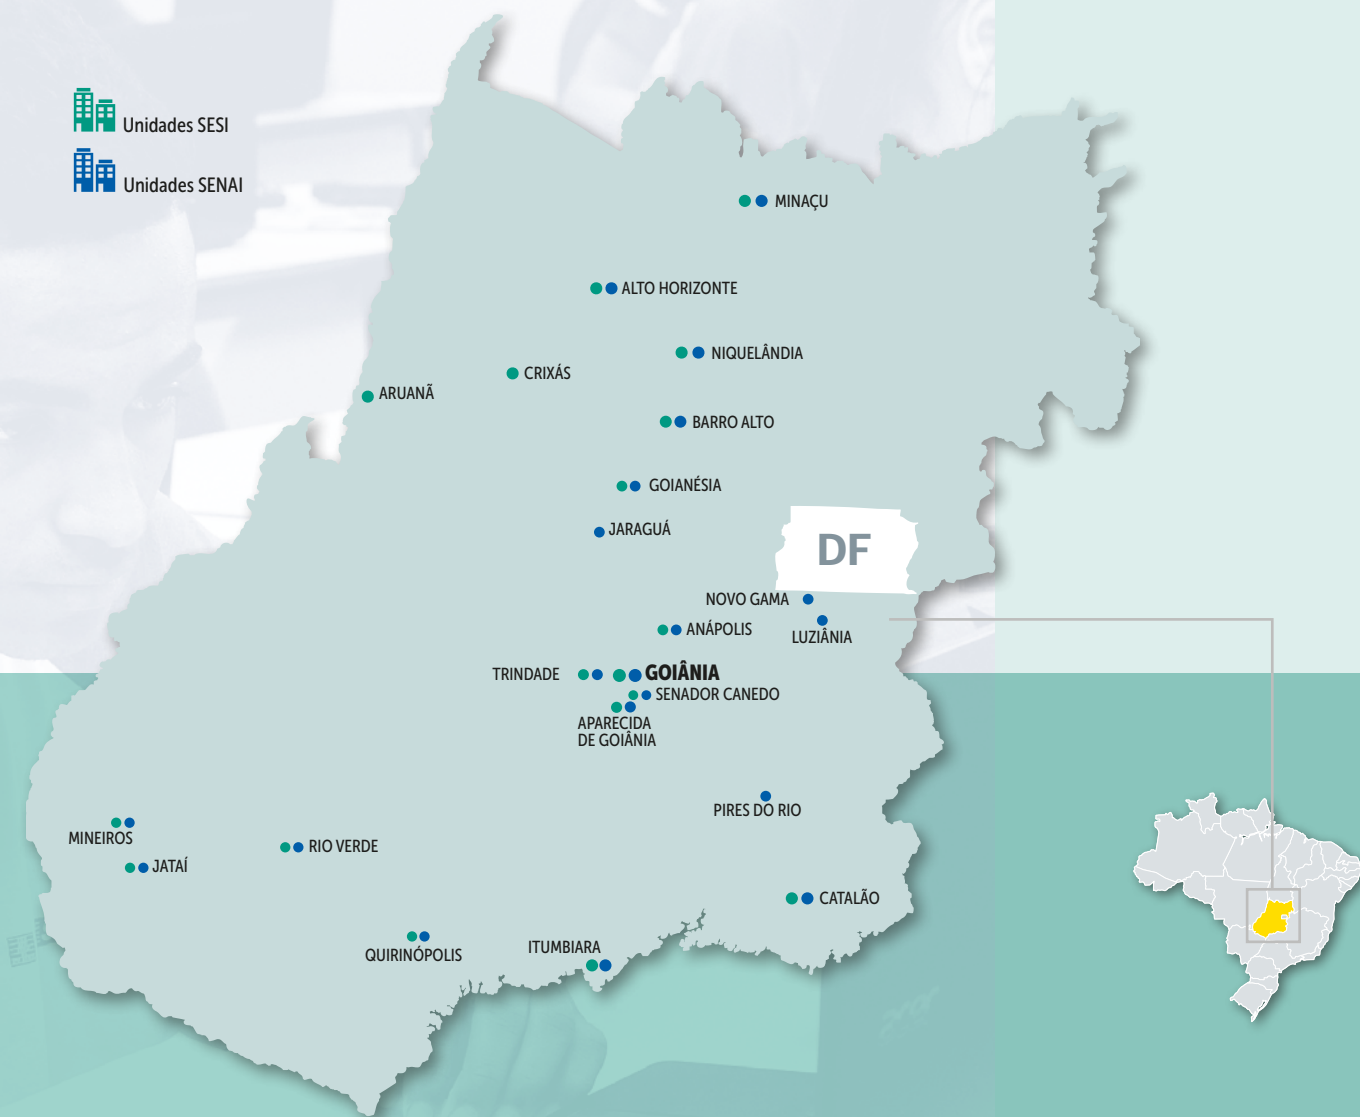 Unidades SESI
Unidades SENAI
MINAÇU
ALTO HORIZONTE
NIQUELÂNDIA
CRIXÁS
ARUANÃ
BARRO ALTO
GOIANÉSIA
JARAGUÁ
DF
NOVO GAMA
LUZIÂNIA
ANÁPOLIS
TRINDADE
GOIÂNIA
SENADOR CANEDO
APARECIDA
DE GOIÂNIA
PIRES DO RIO
MINEIROS
RIO VERDE
JATAÍ
CATALÃO
QUIRINÓPOLIS
ITUMBIARA